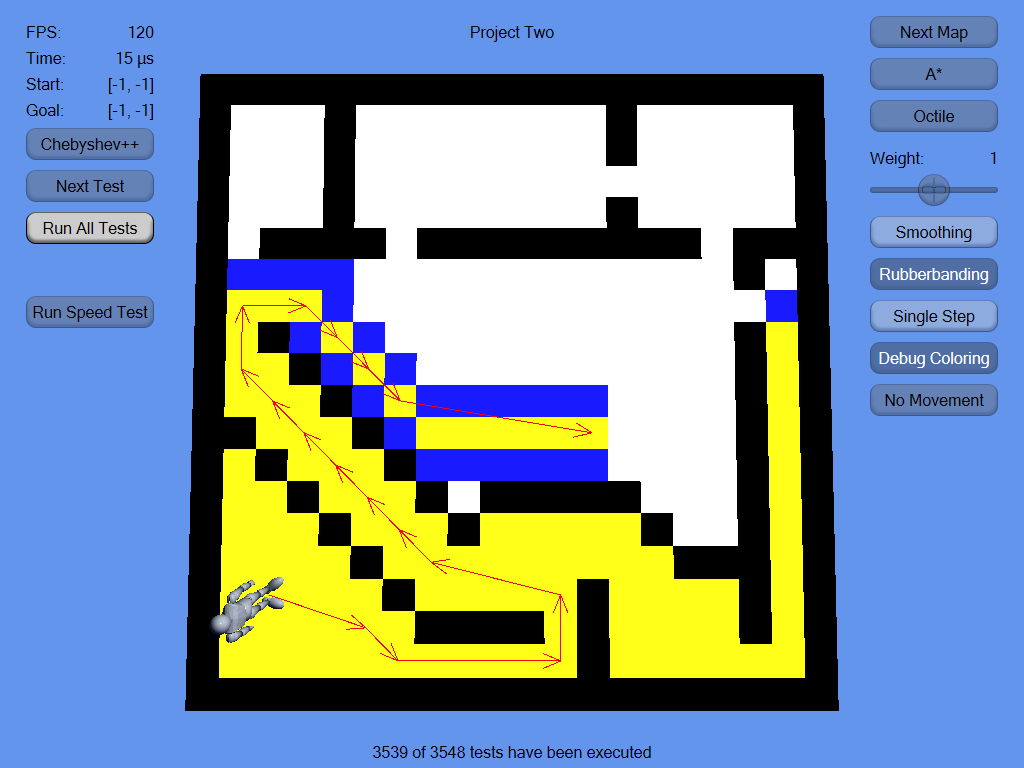 FPS: 120
Time: 15 µs
Start: [-1, -1]
Goal: [-1, -1]
Chebyshev++
Next Test
Run All Tests
Run Speed Test
Project Two
Next Map
A*
Octile
Weight: 1
Smoothing
Rubberbanding
Single Step
Debug Coloring
No Movement
3539 of 3548 tests have been executed